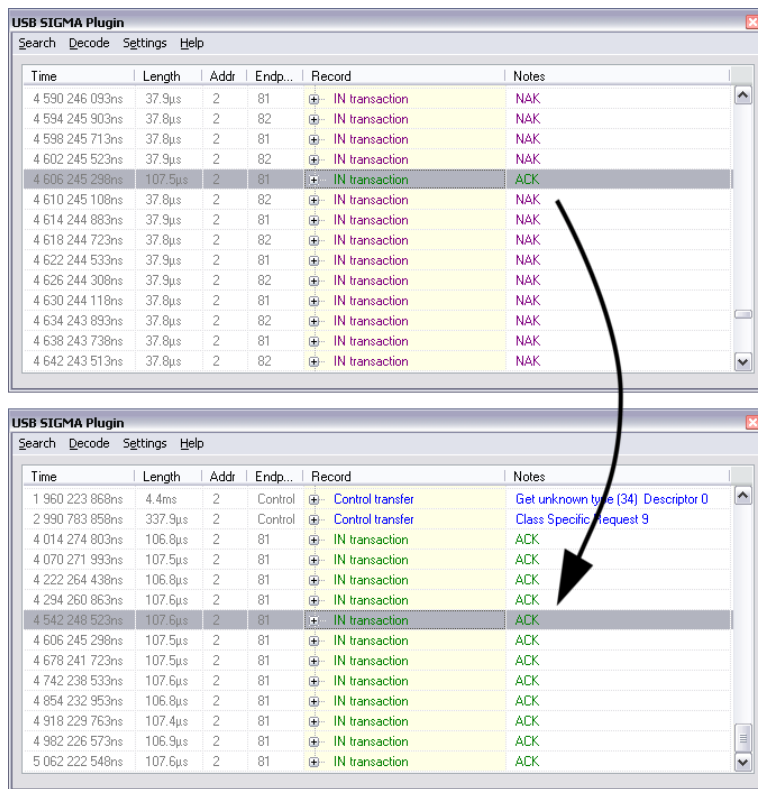 USB SIGMA Plugin
Search Decode Settings Help
Time Length Addr Endp... Record Notes
4 590 246 093ns 37.9µs 2 81 IN transaction NAK
4 594 245 903ns 37.8µs 2 82 IN transaction NAK
4 598 245 713ns 37.8µs 2 81 IN transaction NAK
4 602 245 523ns 37.9µs 2 82 IN transaction NAK
4 606 245 298ns 107.5µs 2 81 IN transaction ACK
4 610 245 108ns 37.8µs 2 82 IN transaction NAK
4 614 244 883ns 37.9µs 2 81 IN transaction NAK
4 618 244 723ns 37.8µs 2 82 IN transaction NAK
4 622 244 533ns 37.9µs 2 81 IN transaction NAK
4 626 244 308ns 37.9µs 2 82 IN transaction NAK
4 630 244 118ns 37.8µs 2 81 IN transaction NAK
4 634 243 893ns 37.8µs 2 82 IN transaction NAK
4 638 243 738ns 37.8µs 2 81 IN transaction NAK
4 642 243 513ns 37.8µs 2 82 IN transaction NAK
USB SIGMA Plugin
Search Decode Settings Help
Time Length Addr Endp... Record Notes
1 960 223 868ns 4.4ms 2 Control Control transfer Get unknown type (34) Descriptor 0
2 990 783 858ns 337.9µs 2 Control Control transfer Class Specific Request 9
4 014 274 803ns 106.8µs 2 81 IN transaction ACK
4 070 271 993ns 107.5µs 2 81 IN transaction ACK
4 222 264 438ns 106.8µs 2 81 IN transaction ACK
4 294 260 863ns 107.6µs 2 81 IN transaction ACK
4 542 248 523ns 107.6µs 2 81 IN transaction ACK
4 606 245 298ns 107.5µs 2 81 IN transaction ACK
4 678 241 723ns 107.5µs 2 81 IN transaction ACK
4 742 238 533ns 107.6µs 2 81 IN transaction ACK
4 854 232 953ns 106.8µs 2 81 IN transaction ACK
4 918 229 763ns 107.4µs 2 81 IN transaction ACK
4 982 226 573ns 106.9µs 2 81 IN transaction ACK
5 062 222 548ns 107.6µs 2 81 IN transaction ACK